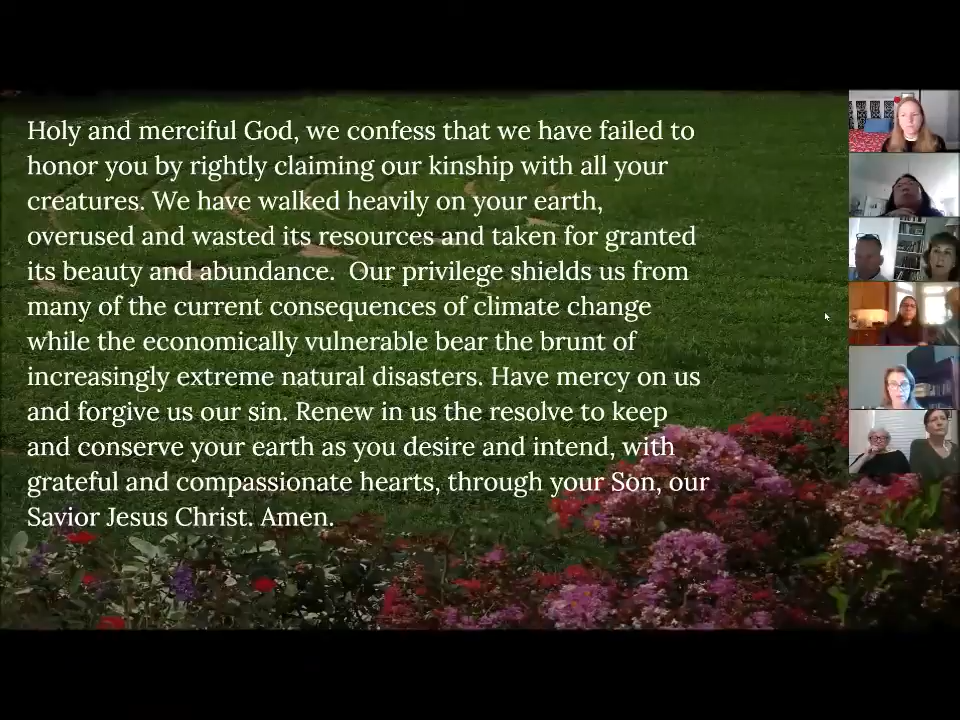 Holy and merciful God, we confess that we have failed to
honor you by rightly claiming our kinship with all your
creatures. We have walked heavily on your earth,
overused and wasted its resources and taken for granted
its beauty and abundance.  Our privilege shields us from
many of the current consequences of climate change
while the economically vulnerable bear the brunt of
increasingly extreme natural disasters. Have mercy on us
and forgive us our sin. Renew in us the resolve to keep
and conserve your earth as you desire and intend, with
grateful and compassionate hearts, through your Son, our
Savior Jesus Christ. Amen.